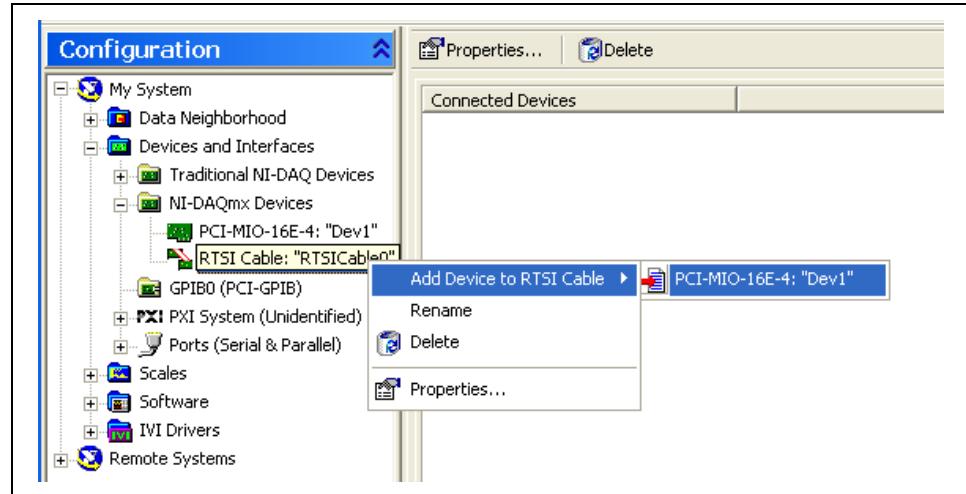 Configuration
Properties... Delete
My System
Connected Devices
Data Neighborhood
Devices and Interfaces
Traditional NI-DAQ Devices
NI-DAQmx Devices
PCI-MIO-16E-4: "Dev1"
RTSI Cable: "RTSICable0"
Add Device to RTSI Cable
PCI-MIO-16E-4: "Dev1"
GPIB0 (PCI-GPIB)
Rename
PXI PXI System (Unidentified)
Delete
Ports (Serial & Parallel)
Scales
Properties...
Software
IVI IVI Drivers
Remote Systems